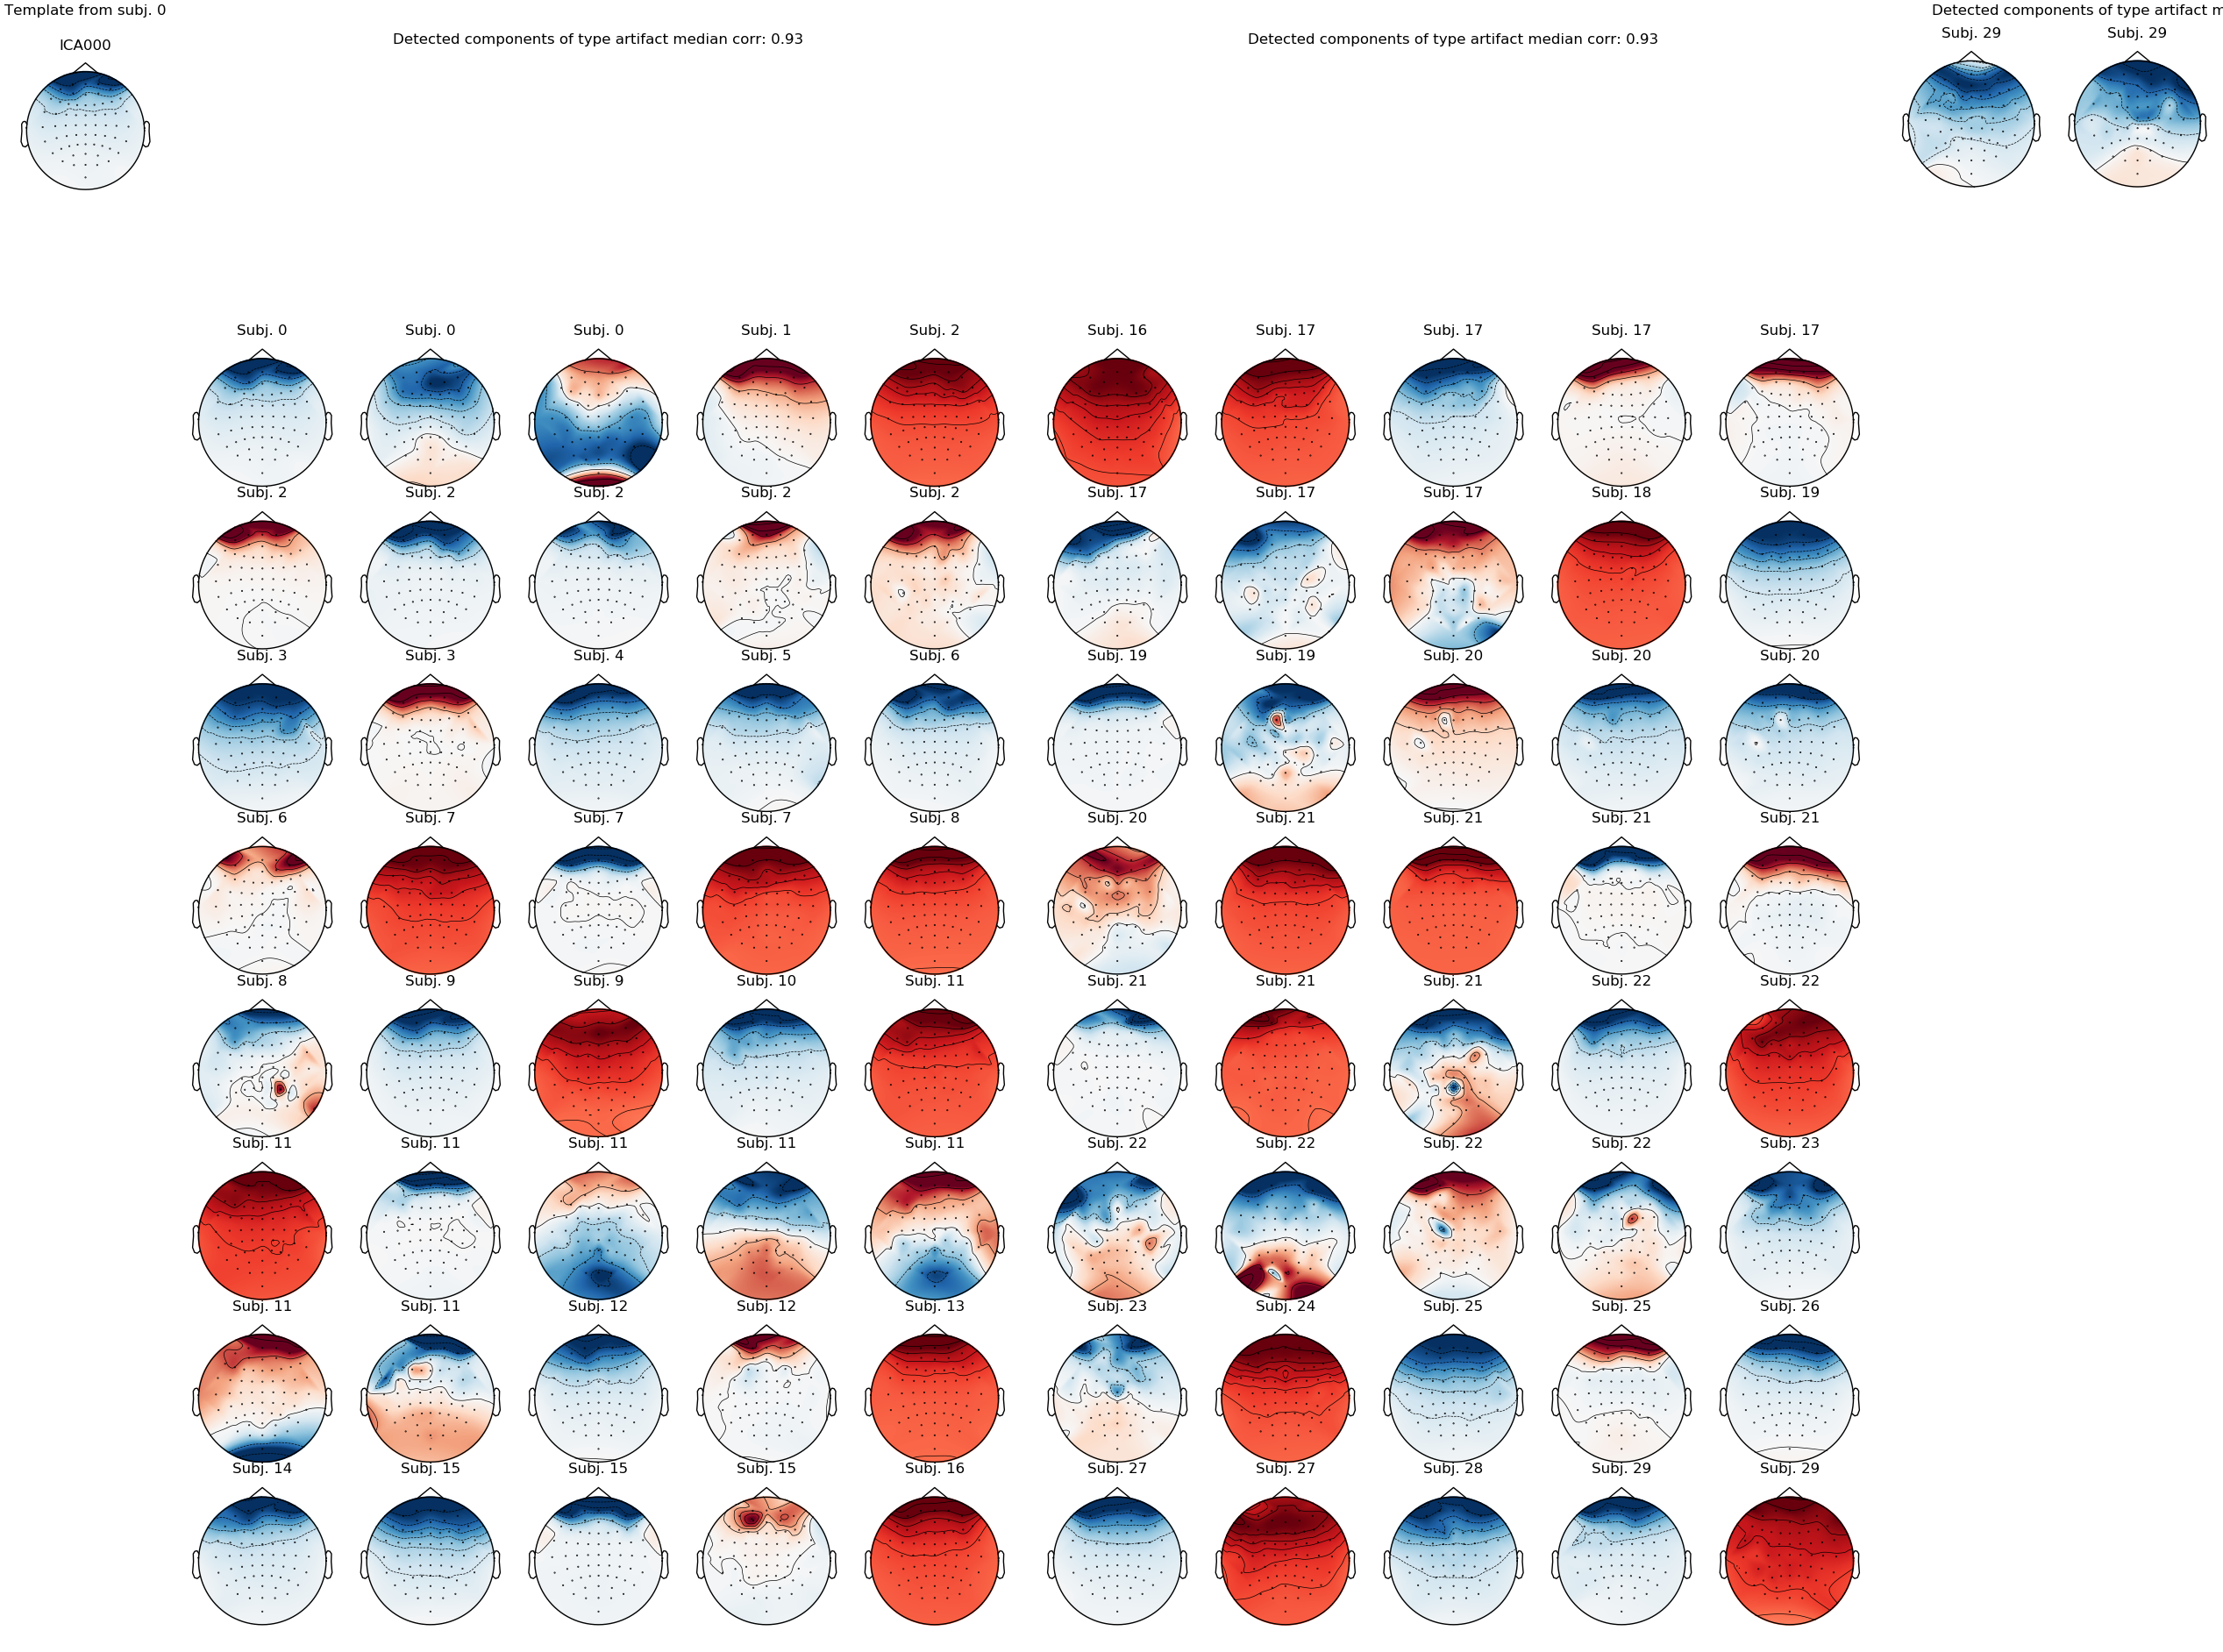 Template from subj. 0
ICA000
Detected components of type artifact median corr: 0.93
Subj. 0 Subj. 0 Subj. 0 Subj. 1 Subj. 2
Subj. 2 Subj. 2 Subj. 2 Subj. 2 Subj. 2
Subj. 3 Subj. 3 Subj. 4 Subj. 5 Subj. 6
Subj. 6 Subj. 7 Subj. 7 Subj. 7 Subj. 8
Subj. 8 Subj. 9 Subj. 9 Subj. 10 Subj. 11
Subj. 11 Subj. 11 Subj. 11 Subj. 11 Subj. 11
Subj. 11 Subj. 11 Subj. 12 Subj. 12 Subj. 13
Subj. 14 Subj. 15 Subj. 15 Subj. 15 Subj. 16
Detected components of type artifact median corr: 0.93
Subj. 16 Subj. 17 Subj. 17 Subj. 17 Subj. 17
Subj. 17 Subj. 17 Subj. 17 Subj. 18 Subj. 19
Subj. 19 Subj. 19 Subj. 20 Subj. 20 Subj. 20
Subj. 20 Subj. 21 Subj. 21 Subj. 21 Subj. 21
Subj. 21 Subj. 21 Subj. 21 Subj. 22 Subj. 22
Subj. 22 Subj. 22 Subj. 22 Subj. 22 Subj. 23
Subj. 23 Subj. 24 Subj. 25 Subj. 25 Subj. 26
Subj. 27 Subj. 27 Subj. 28 Subj. 29 Subj. 29
Detected components of type artifact
Subj. 29 Subj. 29